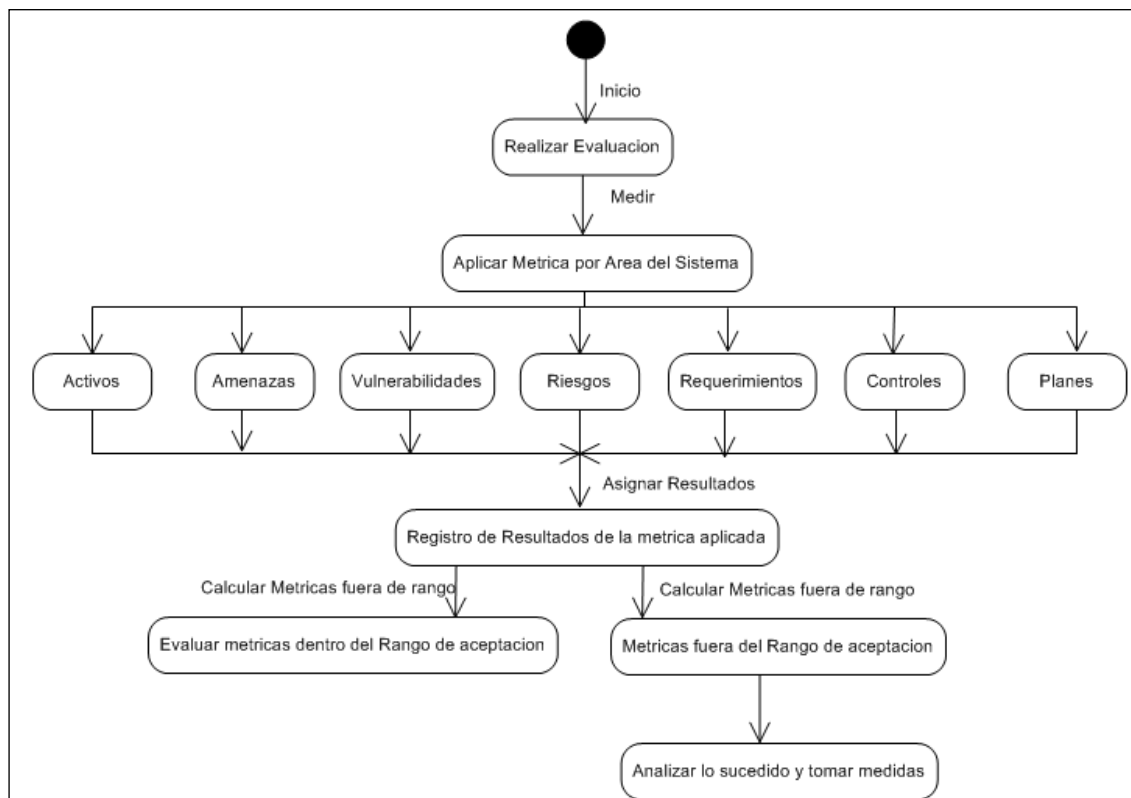 Inicio
Realizar Evaluacion
Medir
Aplicar Metrica por Area del Sistema
Activos
Amenazas
Vulnerabilidades
Riesgos
Requerimientos
Controles
Planes
Asignar Resultados
Registro de Resultados de la metrica aplicada
Calcular Metricas fuera de rango
Calcular Metricas fuera de rango
Evaluar metricas dentro del Rango de aceptacion
Metricas fuera del Rango de aceptacion
Analizar lo sucedido y tomar medidas